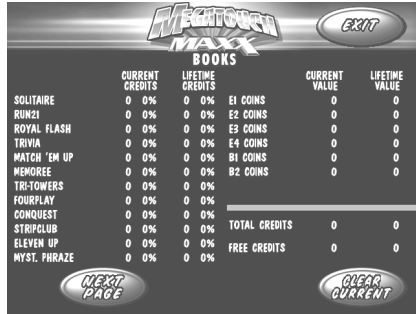 MEGATOUCH
MAXX
EXIT
BOOKS
CURRENT CREDITS LIFETIME CREDITS
SOLITAIRE 0 0% 0 0%
RUN21 0 0% 0 0%
ROYAL FLASH 0 0% 0 0%
TRIVIA 0 0% 0 0%
MATCH 'EM UP 0 0% 0 0%
MEMOREE 0 0% 0 0%
TRI-TOWERS 0 0% 0 0%
FOURPLAY 0 0% 0 0%
CONQUEST 0 0% 0 0%
STRIPCLUB 0 0% 0 0%
ELEVEN UP 0 0% 0 0%
MYST. PHRAZE 0 0% 0 0%
CURRENT VALUE LIFETIME VALUE
E1 COINS 0 0
E2 COINS 0 0
E3 COINS 0 0
E4 COINS 0 0
B1 COINS 0 0
B2 COINS 0 0
TOTAL CREDITS 0 0
FREE CREDITS 0 0
NEXT PAGE
CLEAR CURRENT